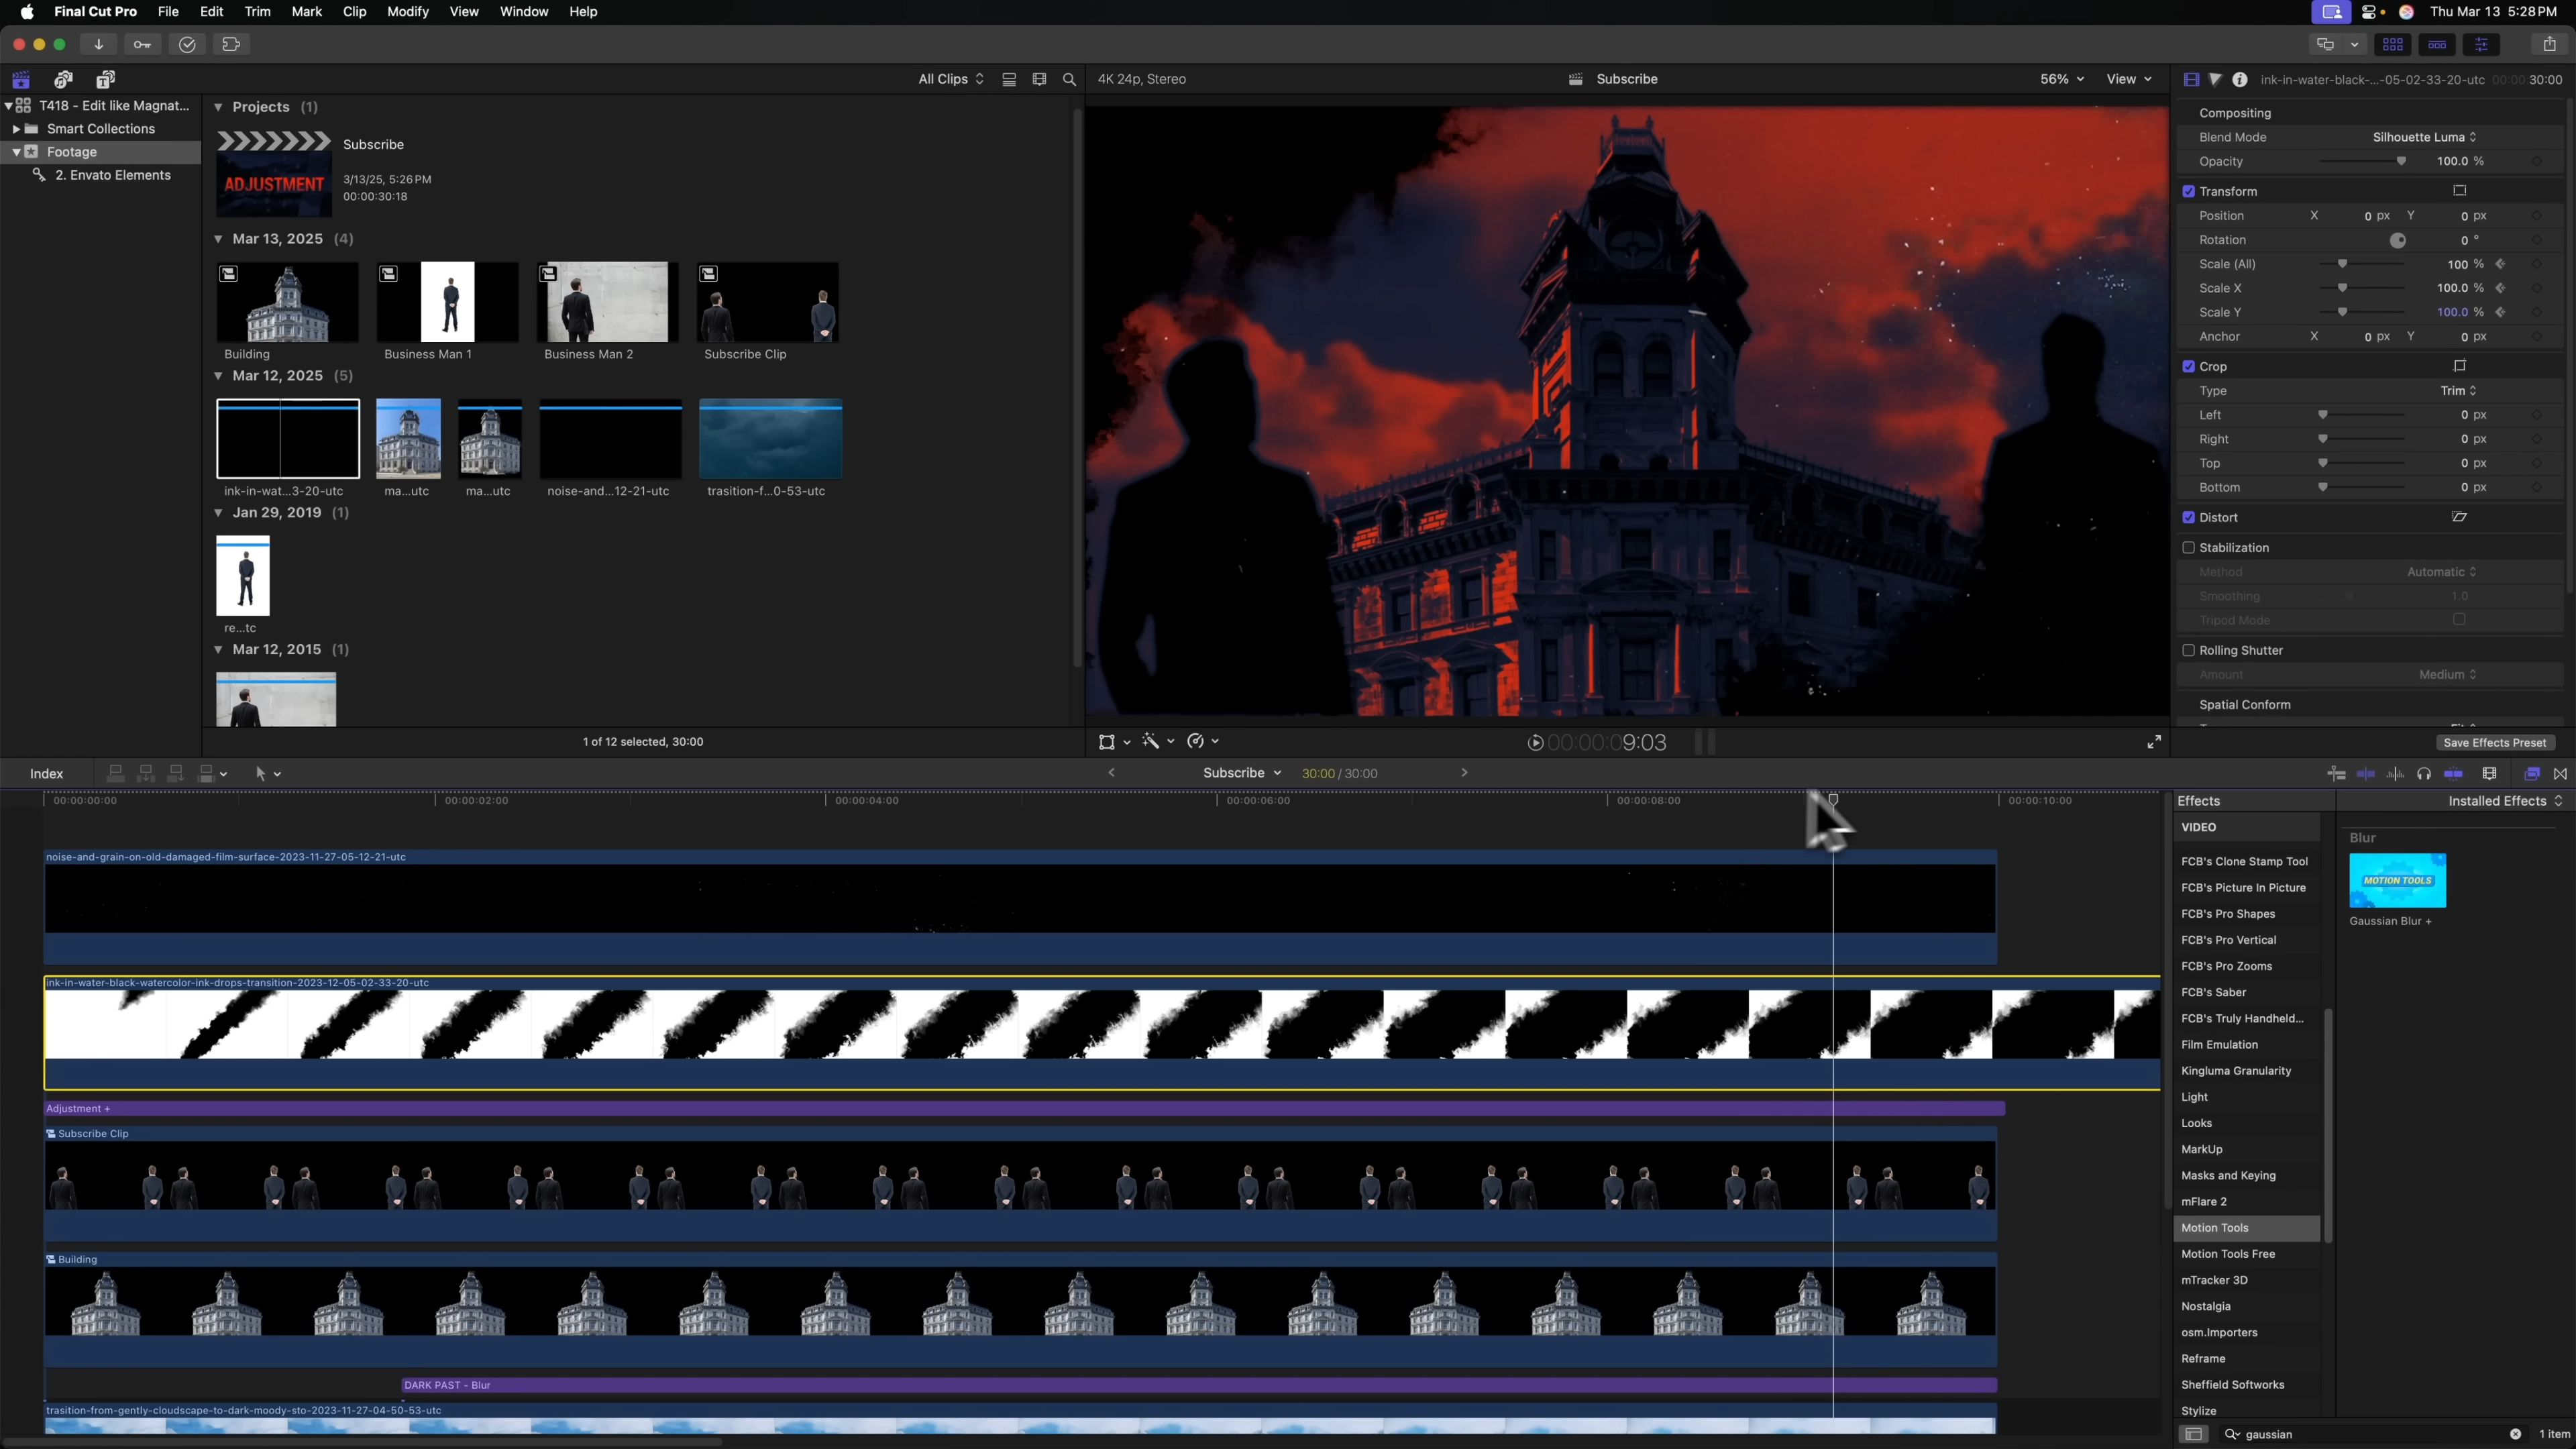 Final Cut Pro File Edit Trim Mark Clip Modify View Window Help
Thu Mar 13 5:28 PM
All Clips
4K 24p, Stereo
Subscribe
56%
View
ink-in-water-black-...-05-02-33-20-utc
00:00:30:00
T418 - Edit like Magnat...
Smart Collections
Footage
2. Envato Elements
Projects (1)
ADJUSTMENT
Subscribe
3/13/25, 5:26 PM
00:00:30:18
Mar 13, 2025 (4)
Building
Business Man 1
Business Man 2
Subscribe Clip
Mar 12, 2025 (5)
ink-in-wat...3-20-utc
ma...utc
ma...utc
noise-and...12-21-utc
trasition-f...0-53-utc
Jan 29, 2019 (1)
re...tc
Mar 12, 2015 (1)
1 of 12 selected, 30:00
00:00:09:03
Compositing
Blend Mode Silhouette Luma
Opacity 100.0 %
Transform
Position X 0 px Y 0 px
Rotation 0 °
Scale (All) 100 %
Scale X 100.0 %
Scale Y 100.0 %
Anchor X 0 px Y 0 px
Crop
Type Trim
Left 0 px
Right 0 px
Top 0 px
Bottom 0 px
Distort
Stabilization
Method Automatic
Smoothing 1.0
Tripod Mode
Rolling Shutter
Amount Medium
Spatial Conform
Save Effects Preset
Index
Subscribe
30:00 / 30:00
00:00:00:00
00:00:02:00
00:00:04:00
00:00:06:00
00:00:08:00
00:00:10:00
noise-and-grain-on-old-damaged-film-surface-2023-11-27-05-12-21-utc
ink-in-water-black-watercolor-ink-drops-transition-2023-12-05-02-33-20-utc
Adjustment +
Subscribe Clip
Building
DARK PAST - Blur
trasition-from-gently-cloudscape-to-dark-moody-sto-2023-11-27-04-50-53-utc
Effects
Installed Effects
VIDEO
FCB's Clone Stamp Tool
FCB's Picture In Picture
FCB's Pro Shapes
FCB's Pro Vertical
FCB's Pro Zooms
FCB's Saber
FCB's Truly Handheld...
Film Emulation
Kingluma Granularity
Light
Looks
MarkUp
Masks and Keying
mFlare 2
Motion Tools
Motion Tools Free
mTracker 3D
Nostalgia
osm.Importers
Reframe
Sheffield Softworks
Stylize
Blur
MOTION TOOLS
Gaussian Blur +
gaussian
1 item